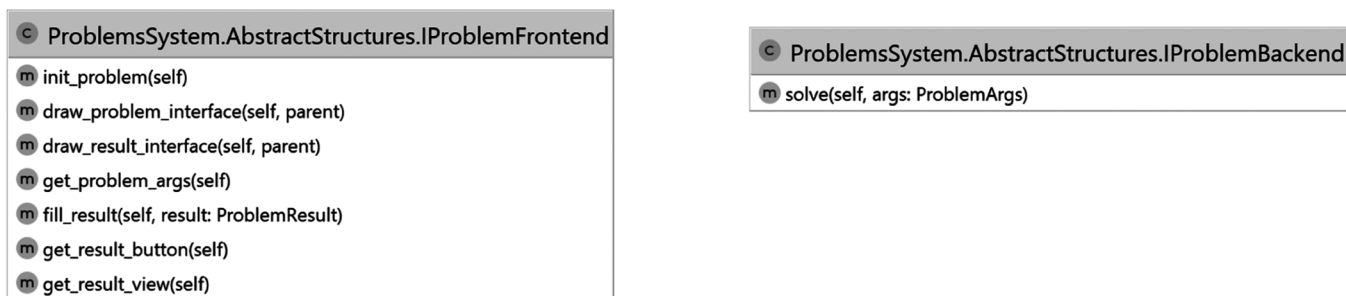 C ProblemsSystem.AbstractStructures.IProblemFrontend
m init_problem(self)
m draw_problem_interface(self, parent)
m draw_result_interface(self, parent)
m get_problem_args(self)
m fill_result(self, result: ProblemResult)
m get_result_button(self)
m get_result_view(self)
C ProblemsSystem.AbstractStructures.IProblemBackend
m solve(self, args: ProblemArgs)